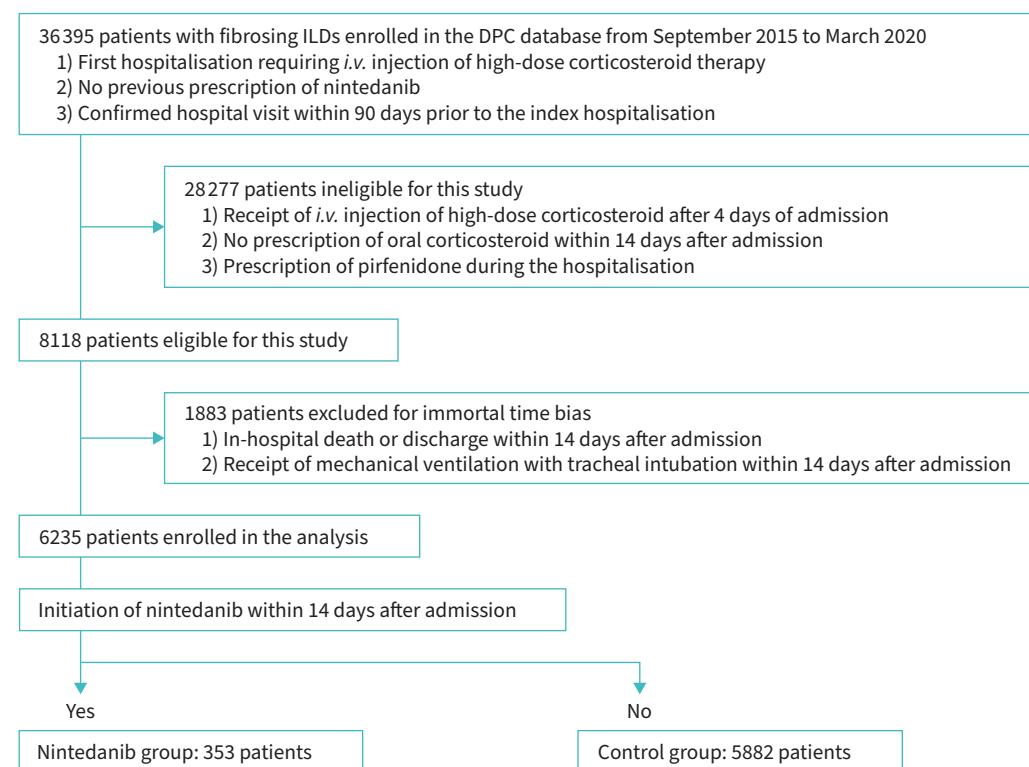 36395 patients with fibrosing ILDs enrolled in the DPC database from September 2015 to March 2020
1) First hospitalisation requiring i.v. injection of high-dose corticosteroid therapy
2) No previous prescription of nintedanib
3) Confirmed hospital visit within 90 days prior to the index hospitalisation
28277 patients ineligible for this study
1) Receipt of i.v. injection of high-dose corticosteroid after 4 days of admission
2) No prescription of oral corticosteroid within 14 days after admission
3) Prescription of pirfenidone during the hospitalisation
8118 patients eligible for this study
1883 patients excluded for immortal time bias
1) In-hospital death or discharge within 14 days after admission
2) Receipt of mechanical ventilation with tracheal intubation within 14 days after admission
6235 patients enrolled in the analysis
Initiation of nintedanib within 14 days after admission
Yes
No
Nintedanib group: 353 patients
Control group: 5882 patients